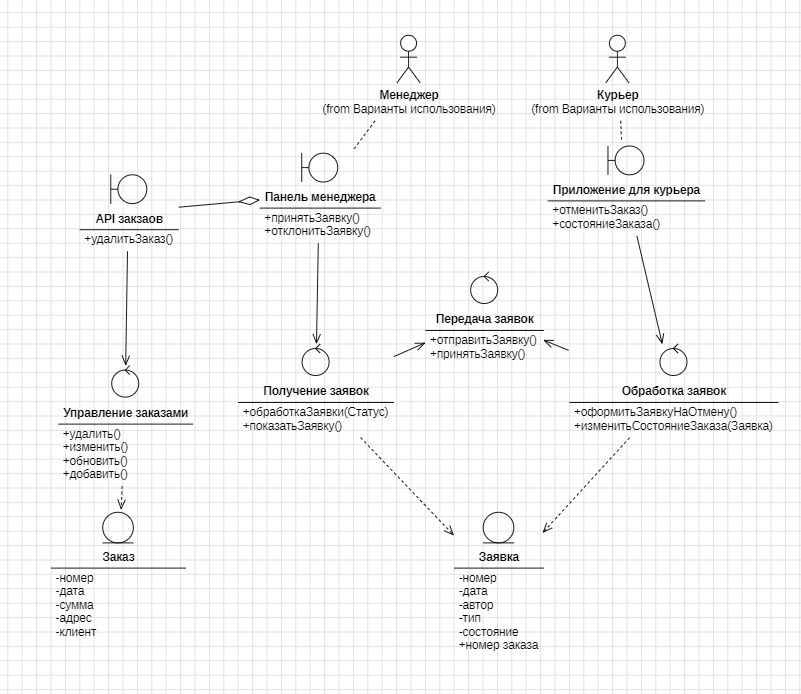 Менеджер
(from Варианты использования)
Курьер
(from Варианты использования)
API закзаов
+удалитьЗаказ()
Панель менеджера
+принятьЗаявку()
+отклонитьЗаявку()
Приложение для курьера
+отменитьЗаказ()
+состояниеЗаказа()
Передача заявок
+отправитьЗаявку()
+принятьЗаявку()
Управление заказами
+удалить()
+изменить()
+обновить()
+добавить()
Получение заявок
+обработкаЗаявки(Статус)
+показатьЗаявку()
Обработка заявок
+оформитьЗаявкуНаОтмену()
+изменитьСостояниеЗаказа(Заявка)
Заказ
-номер
-дата
-сумма
-адрес
-клиент
Заявка
-номер
-дата
-автор
-тип
-состояние
+номер заказа